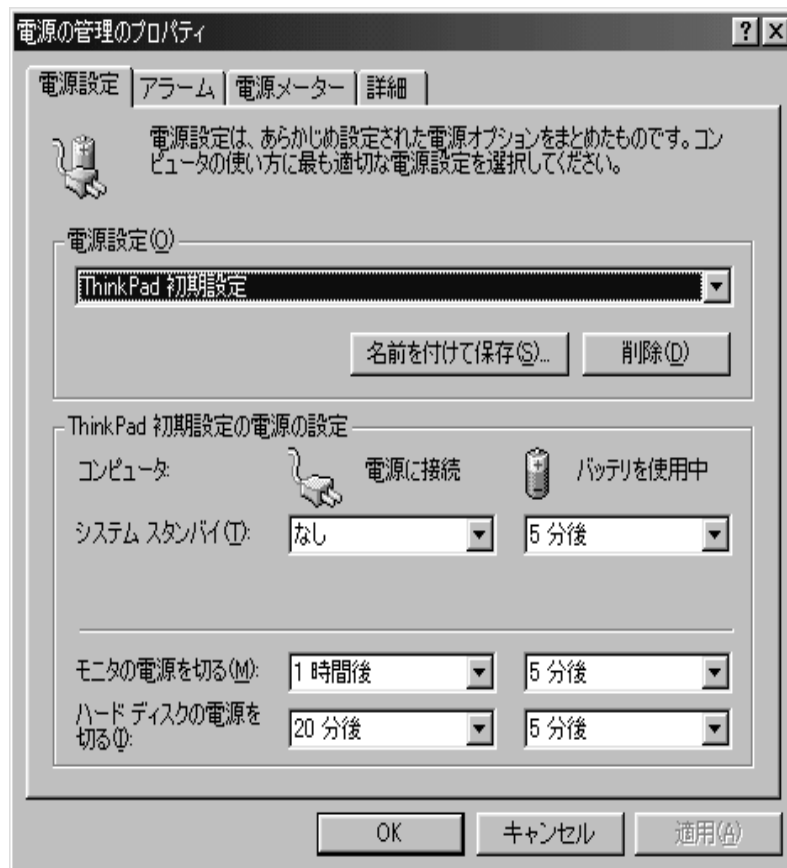 電源の管理のプロパティ
電源設定 アラーム 電源メーター 詳細
電源設定は、あらかじめ設定された電源オプションをまとめたものです。コン
ピュータの使い方に最も適切な電源設定を選択してください。
電源設定(O)
ThinkPad 初期設定
名前を付けて保存(S)... 削除(D)
ThinkPad 初期設定の電源の設定
コンピュータ: 電源に接続 バッテリを使用中
システム スタンバイ(T): なし 5 分後
モニタの電源を切る(M): 1 時間後 5 分後
ハード ディスクの電源を
切る(I): 20 分後 5 分後
OK キャンセル 適用(A)